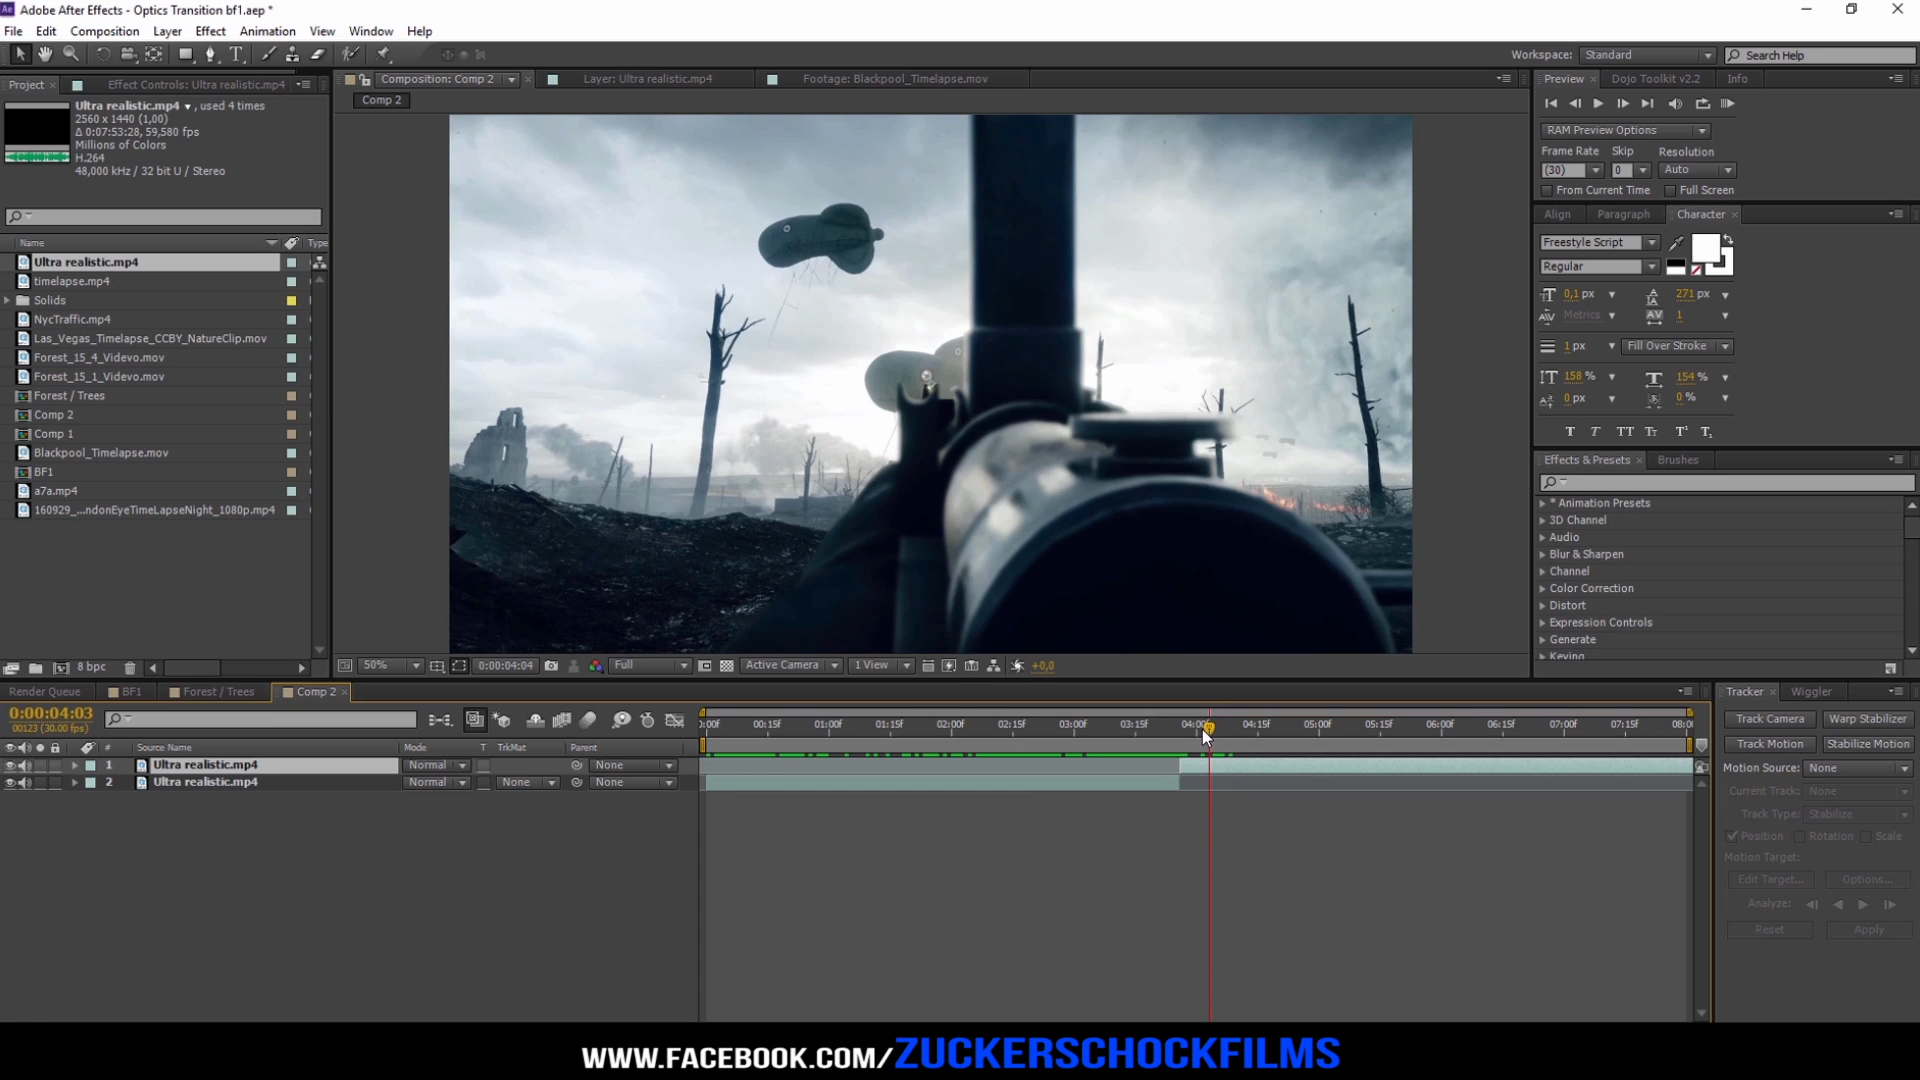 Adobe After Effects - Optics Transition bf1.aep *
File Edit Composition Layer Effect Animation View Window Help
Workspace: Standard Search Help
Project Effect Controls: Ultra realistic.mp4
Composition: Comp 2 Layer: Ultra realistic.mp4 Footage: Blackpool_Timelapse.mov
Preview Dojo Toolkit v2.2 Info
Comp 2
Ultra realistic.mp4 , used 4 times
2560 x 1440 (1,00)
Δ 0:07:53:28, 59,580 fps
Millions of Colors
H.264
48,000 kHz / 32 bit U / Stereo
Name Type
Ultra realistic.mp4
timelapse.mp4
Solids
NycTraffic.mp4
Las_Vegas_Timelapse_CCBY_NatureClip.mov
Forest_15_4_Videvo.mov
Forest_15_1_Videvo.mov
Forest / Trees
Comp 2
Comp 1
Blackpool_Timelapse.mov
BF1
a7a.mp4
160929_...ndonEyeTimeLapseNight_1080p.mp4
8 bpc
50% 0:00:04:04 Full Active Camera 1 View +0,0
RAM Preview Options
Frame Rate Skip Resolution
(30) 0 Auto
From Current Time Full Screen
Align Paragraph Character
Freestyle Script
Regular
0,1 px 271 px
Metrics 1
1 px Fill Over Stroke
158 % 154 %
0 px 0 %
T T TT Tr T¹ T₁
Effects & Presets Brushes
* Animation Presets
3D Channel
Audio
Blur & Sharpen
Channel
Color Correction
Distort
Expression Controls
Generate
Keying
Render Queue BF1 Forest / Trees Comp 2
0:00:04:03
00123 (30.00 fps)
:00f 00:15f 01:00f 01:15f 02:00f 02:15f 03:00f 03:15f 04:00f 04:15f 05:00f 05:15f 06:00f 06:15f 07:00f 07:15f 08:00
# Source Name Mode T TrkMat Parent
1 Ultra realistic.mp4 Normal None
2 Ultra realistic.mp4 Normal None None
Tracker Wiggler
Track Camera Warp Stabilizer
Track Motion Stabilize Motion
Motion Source: None
Current Track: None
Track Type: Stabilize
Position Rotation Scale
Motion Target:
Edit Target... Options...
Analyze:
Reset Apply
WWW.FACEBOOK.COM/ZUCKERSCHOCKFILMS